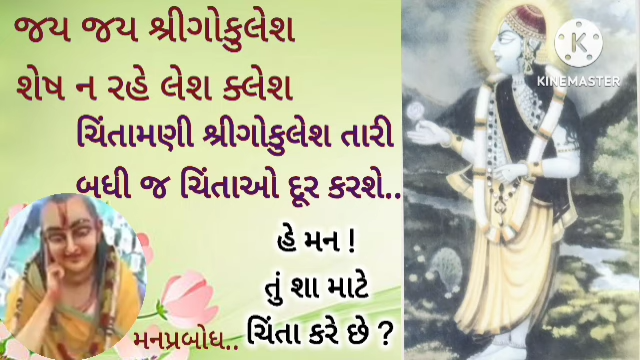 જય જય શ્રીગોકુલેશ
શેષ ન રહે લેશ ક્લેશ
ચિંતામણી શ્રીગોકુલેશ તારી
બધી જ ચિંતાઓ દૂર કરશે..
હે મન !
તું શા માટે
ચિંતા કરે છે ?
મનપ્રબોધ..
K
KINEMASTER